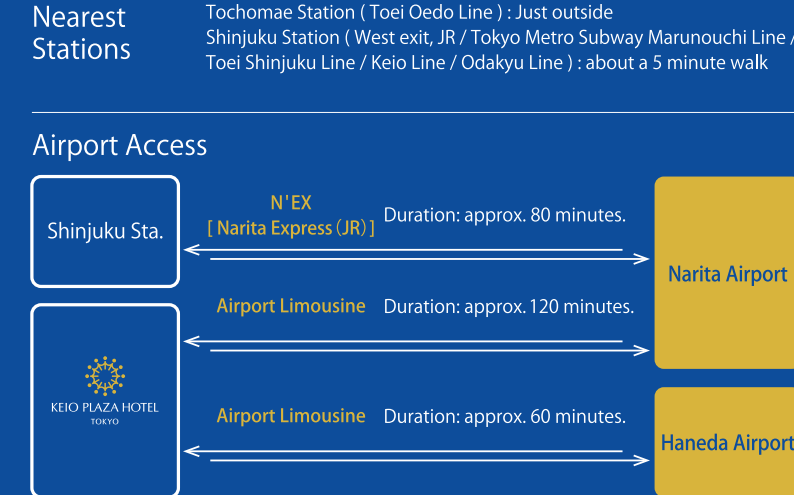 Nearest
Stations
Tochomae Station ( Toei Oedo Line ) : Just outside
Shinjuku Station ( West exit, JR / Tokyo Metro Subway Marunouchi Line /
Toei Shinjuku Line / Keio Line / Odakyu Line ) : about a 5 minute walk
Airport Access
Shinjuku Sta.
N'EX
[ Narita Express（JR）]
Duration: approx. 80 minutes.
Narita Airport
Airport Limousine Duration: approx. 120 minutes.
KEIO PLAZA HOTEL
TOKYO
Airport Limousine Duration: approx. 60 minutes.
Haneda Airport